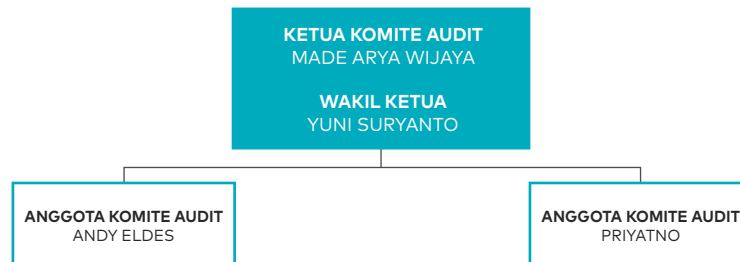 KETUA KOMITE AUDIT
MADE ARYA WIJAYA
WAKIL KETUA
YUNI SURYANTO
ANGGOTA KOMITE AUDIT
ANDY ELDES
ANGGOTA KOMITE AUDIT
PRIYATNO